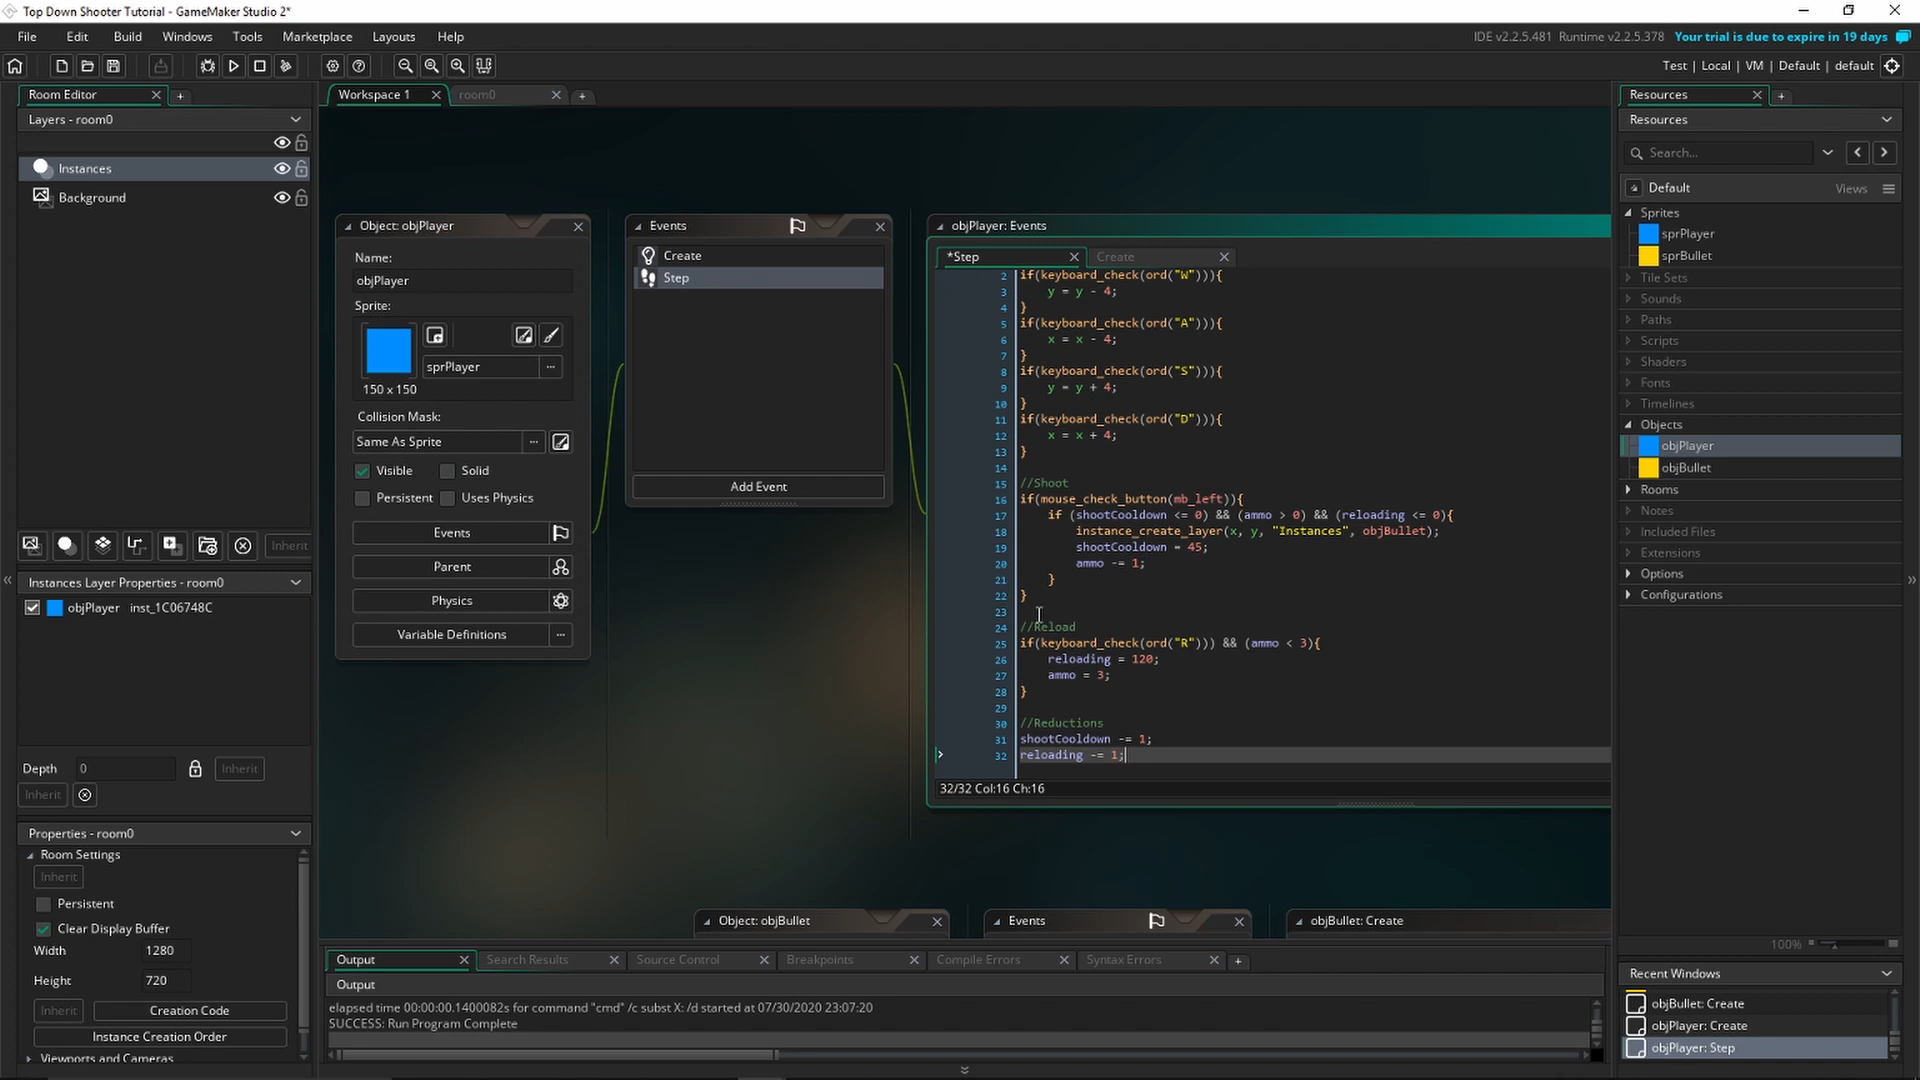 Top Down Shooter Tutorial - GameMaker Studio 2*
File Edit Build Windows Tools Marketplace Layouts Help
IDE v2.2.5.481 Runtime v2.2.5.378 Your trial is due to expire in 19 days
Test | Local | VM | Default | default
Room Editor
Layers - room0
Instances
Background
Inherit
Instances Layer Properties - room0
objPlayer inst_1C06748C
Depth 0 Inherit
Inherit
Properties - room0
Room Settings
Inherit
Persistent
Clear Display Buffer
Width 1280
Height 720
Inherit Creation Code
Instance Creation Order
Viewports and Cameras
Workspace 1 room0
Object: objPlayer
Name:
objPlayer
Sprite:
sprPlayer
150 x 150
Collision Mask:
Same As Sprite
Visible Solid
Persistent Uses Physics
Events
Parent
Physics
Variable Definitions
Events
Create
Step
Add Event
objPlayer: Events
*Step Create
2 if(keyboard_check(ord("W"))){
3 y = y - 4;
4 }
5 if(keyboard_check(ord("A"))){
6 x = x - 4;
7 }
8 if(keyboard_check(ord("S"))){
9 y = y + 4;
10 }
11 if(keyboard_check(ord("D"))){
12 x = x + 4;
13 }
14
15 //Shoot
16 if(mouse_check_button(mb_left)){
17 if (shootCooldown <= 0) && (ammo > 0) && (reloading <= 0){
18 instance_create_layer(x, y, "Instances", objBullet);
19 shootCooldown = 45;
20 ammo -= 1;
21 }
22 }
23
24 //Reload
25 if(keyboard_check(ord("R"))) && (ammo < 3){
26 reloading = 120;
27 ammo = 3;
28 }
29
30 //Reductions
31 shootCooldown -= 1;
32 reloading -= 1;
32/32 Col:16 Ch:16
Object: objBullet
Events
objBullet: Create
Output Search Results Source Control Breakpoints Compile Errors Syntax Errors
Output
elapsed time 00:00:00.1400082s for command "cmd" /c subst X: /d started at 07/30/2020 23:07:20
SUCCESS: Run Program Complete
Resources
Resources
Search...
Default Views
Sprites
sprPlayer
sprBullet
Tile Sets
Sounds
Paths
Scripts
Shaders
Fonts
Timelines
Objects
objPlayer
objBullet
Rooms
Notes
Included Files
Extensions
Options
Configurations
100%
Recent Windows
objBullet: Create
objPlayer: Create
objPlayer: Step